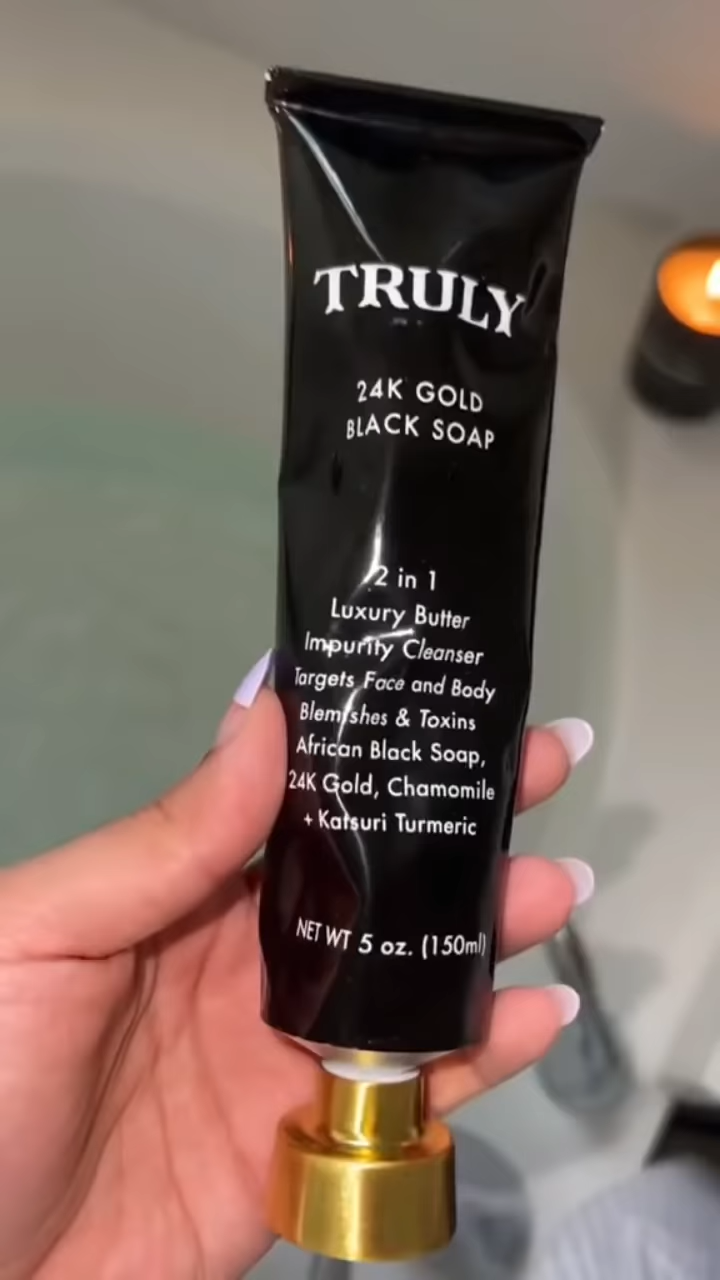 TRULY
24K GOLD
BLACK SOAP
2 in 1
Luxury Butter
Impurity Cleanser
Targets Face and Body
Blemishes & Toxins
African Black Soap,
24K Gold, Chamomile
+ Katsuri Turmeric
NET WT 5 oz. (150ml)